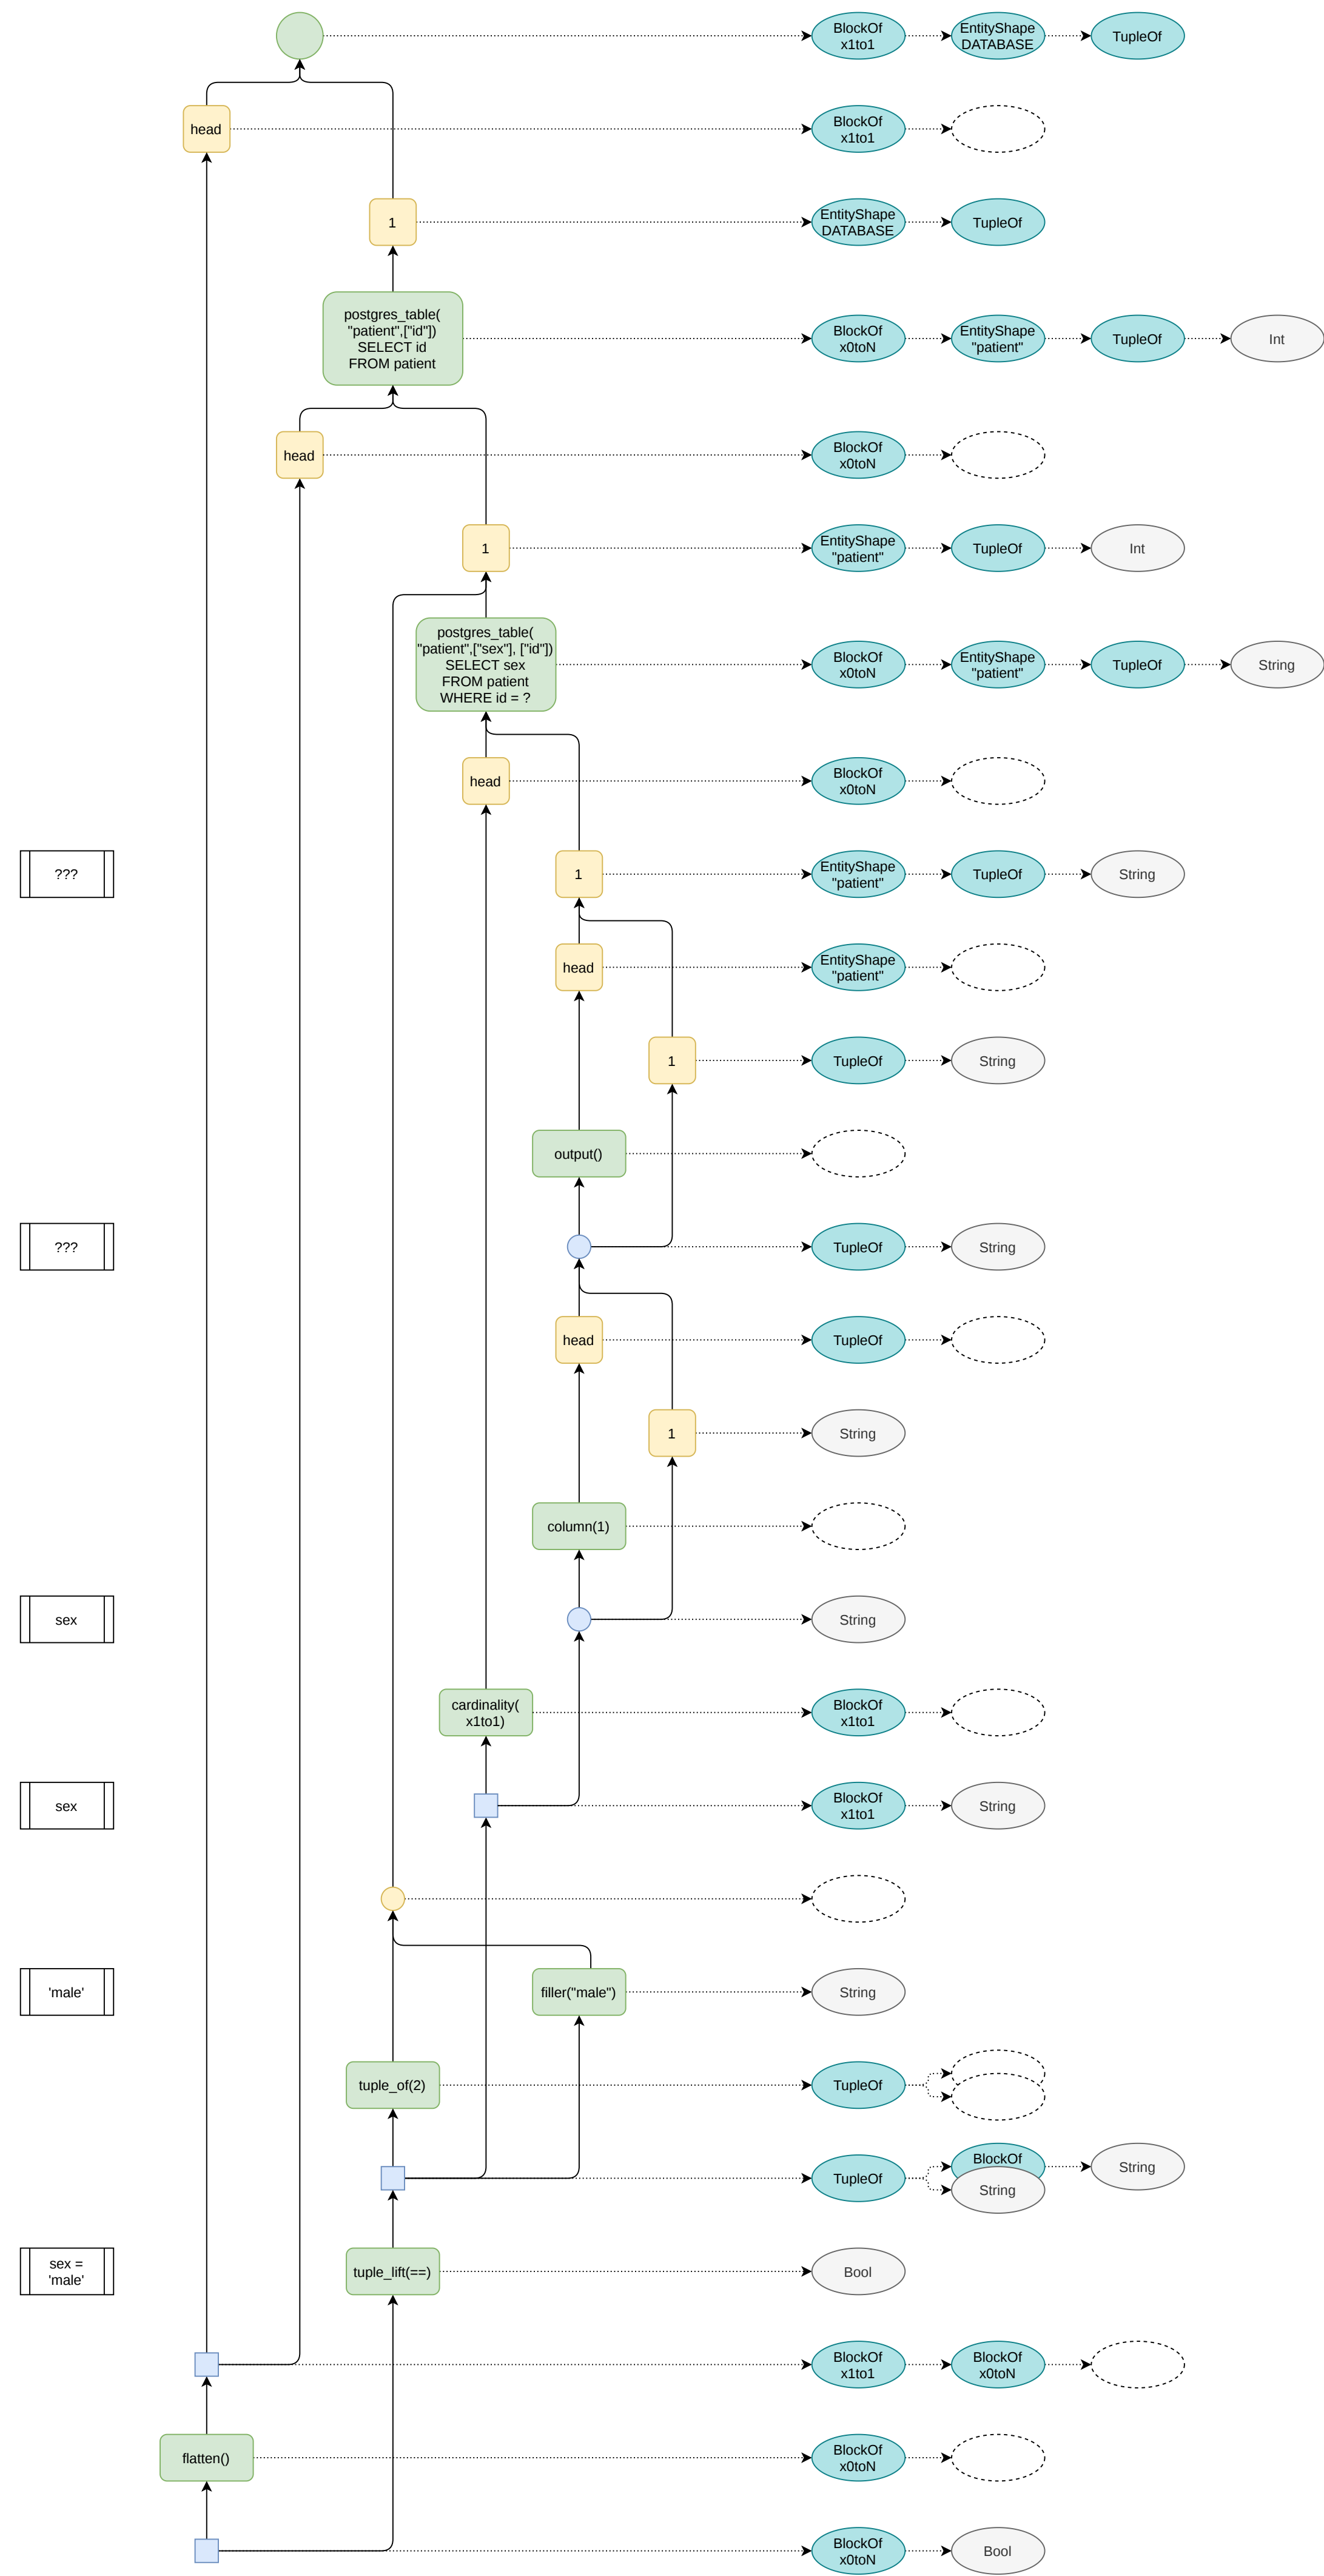 BlockOf
x1to1
EntityShape
DATABASE
TupleOf
head
BlockOf
x1to1
1
EntityShape
DATABASE
TupleOf
postgres_table(
"patient",["id"])
SELECT id
FROM patient
BlockOf
x0toN
EntityShape
"patient"
TupleOf
Int
head
BlockOf
x0toN
1
EntityShape
"patient"
TupleOf
Int
postgres_table(
"patient",["sex"], ["id"])
SELECT sex
FROM patient
WHERE id = ?
BlockOf
x0toN
EntityShape
"patient"
TupleOf
String
head
BlockOf
x0toN
???
1
EntityShape
"patient"
TupleOf
String
head
EntityShape
"patient"
1
TupleOf
String
output()
???
TupleOf
String
head
TupleOf
1
String
column(1)
sex
String
cardinality(
x1to1)
BlockOf
x1to1
sex
BlockOf
x1to1
String
'male'
filler("male")
String
tuple_of(2)
TupleOf
TupleOf
BlockOf
String
String
sex =
'male'
tuple_lift(==)
Bool
BlockOf
x1to1
BlockOf
x0toN
flatten()
BlockOf
x0toN
BlockOf
x0toN
Bool